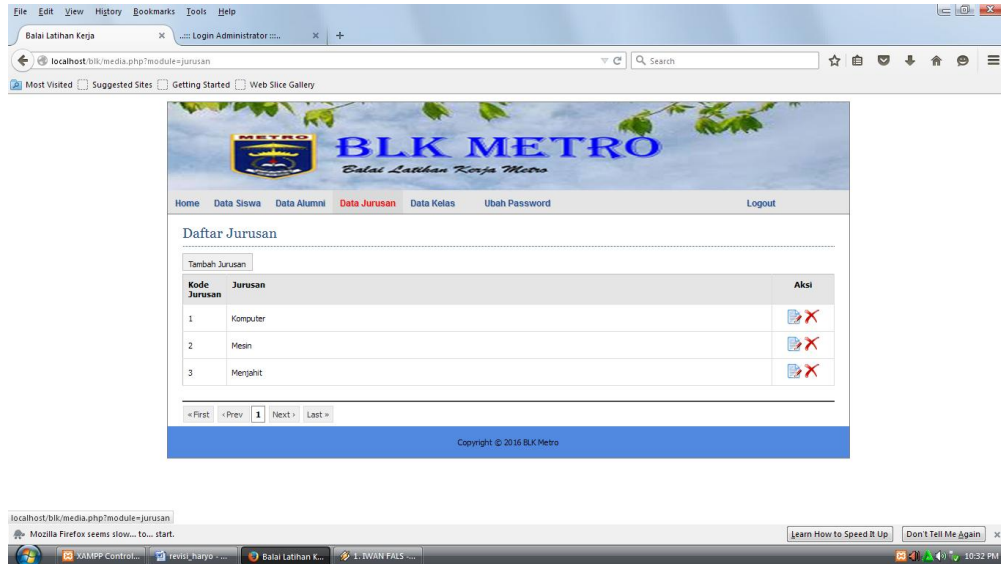 File Edit View History Bookmarks Tools Help
Balai Latihan Kerja × ..::: Login Administrator :::.. × +
localhost/blk/media.php?module=jurusan Search
Most Visited Suggested Sites Getting Started Web Slice Gallery
METRO
BLK METRO
Balai Latihan Kerja Metro
Home Data Siswa Data Alumni Data Jurusan Data Kelas Ubah Password Logout
Daftar Jurusan
Tambah Jurusan
Kode Jurusan Jurusan Aksi
1 Komputer
2 Mesin
3 Menjahit
« First ‹ Prev 1 Next › Last »
Copyright © 2016 BLK Metro
localhost/blk/media.php?module=jurusan
Mozilla Firefox seems slow... to... start. Learn How to Speed It Up Don't Tell Me Again ×
XAMPP Control... revisi_haryo - ... Balai Latihan K... 1. IWAN FALS -... 10:32 PM